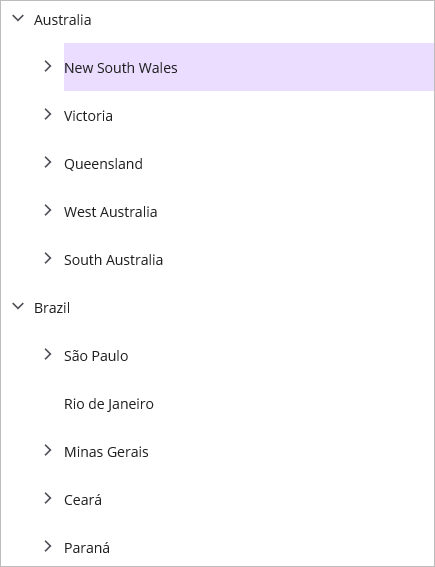 Australia
New South Wales
Victoria
Queensland
West Australia
South Australia
Brazil
São Paulo
Rio de Janeiro
Minas Gerais
Ceará
Paraná